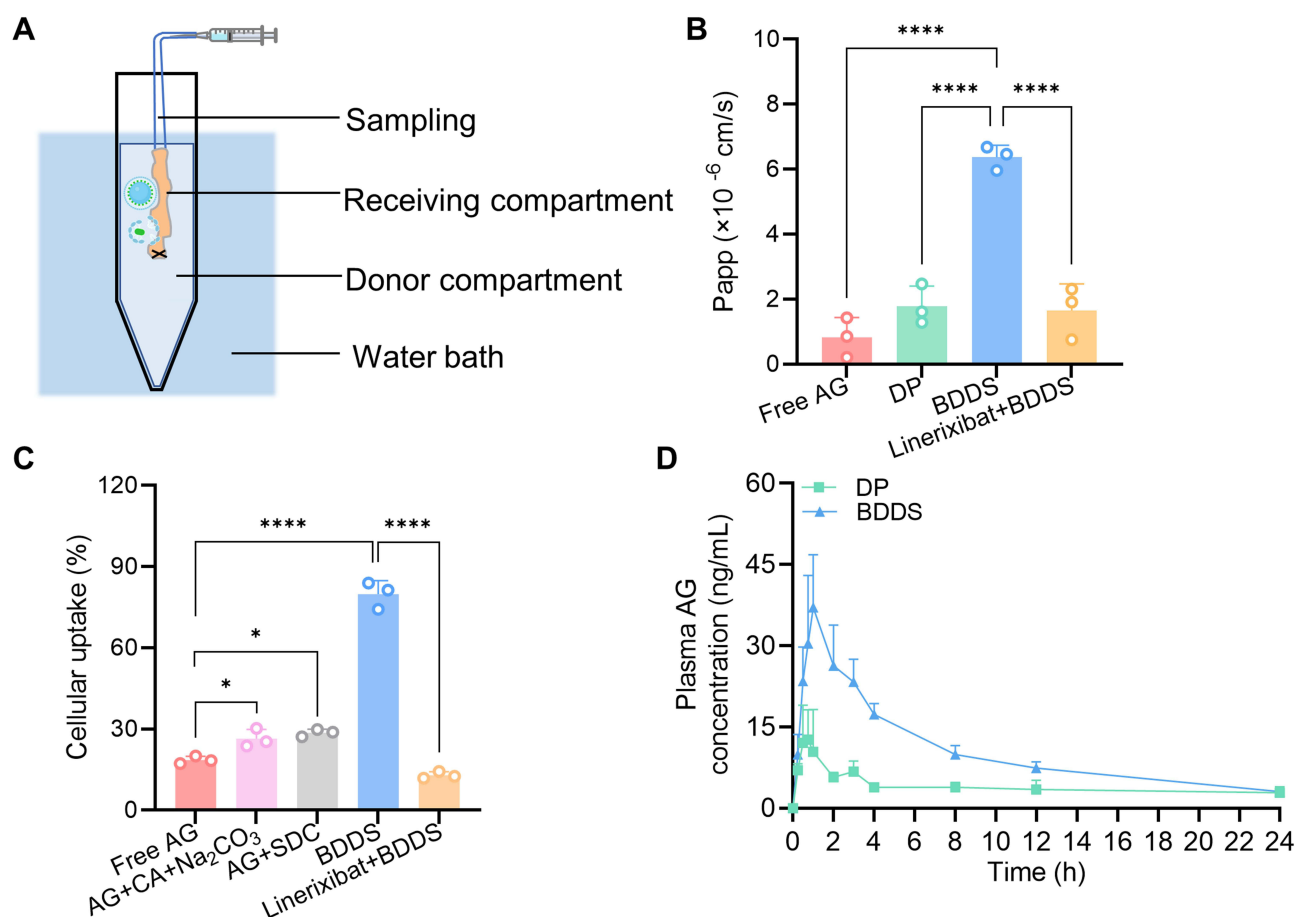 A
Sampling
Receiving compartment
Donor compartment
Water bath
B
Papp (×10 ⁻⁶ cm/s)
10
8
6
4
2
0
****
****
****
Free AG
DP
BDDS
Linerixibat+BDDS
C
Cellular uptake (%)
120
90
60
30
0
****
****
*
*
Free AG
AG+CA+Na₂CO₃
AG+SDC
BDDS
Linerixibat+BDDS
D
Plasma AG
concentration (ng/mL)
60
45
30
15
0
DP
BDDS
0 2 4 6 8 10 12 14 16 18 20 22 24
Time (h)